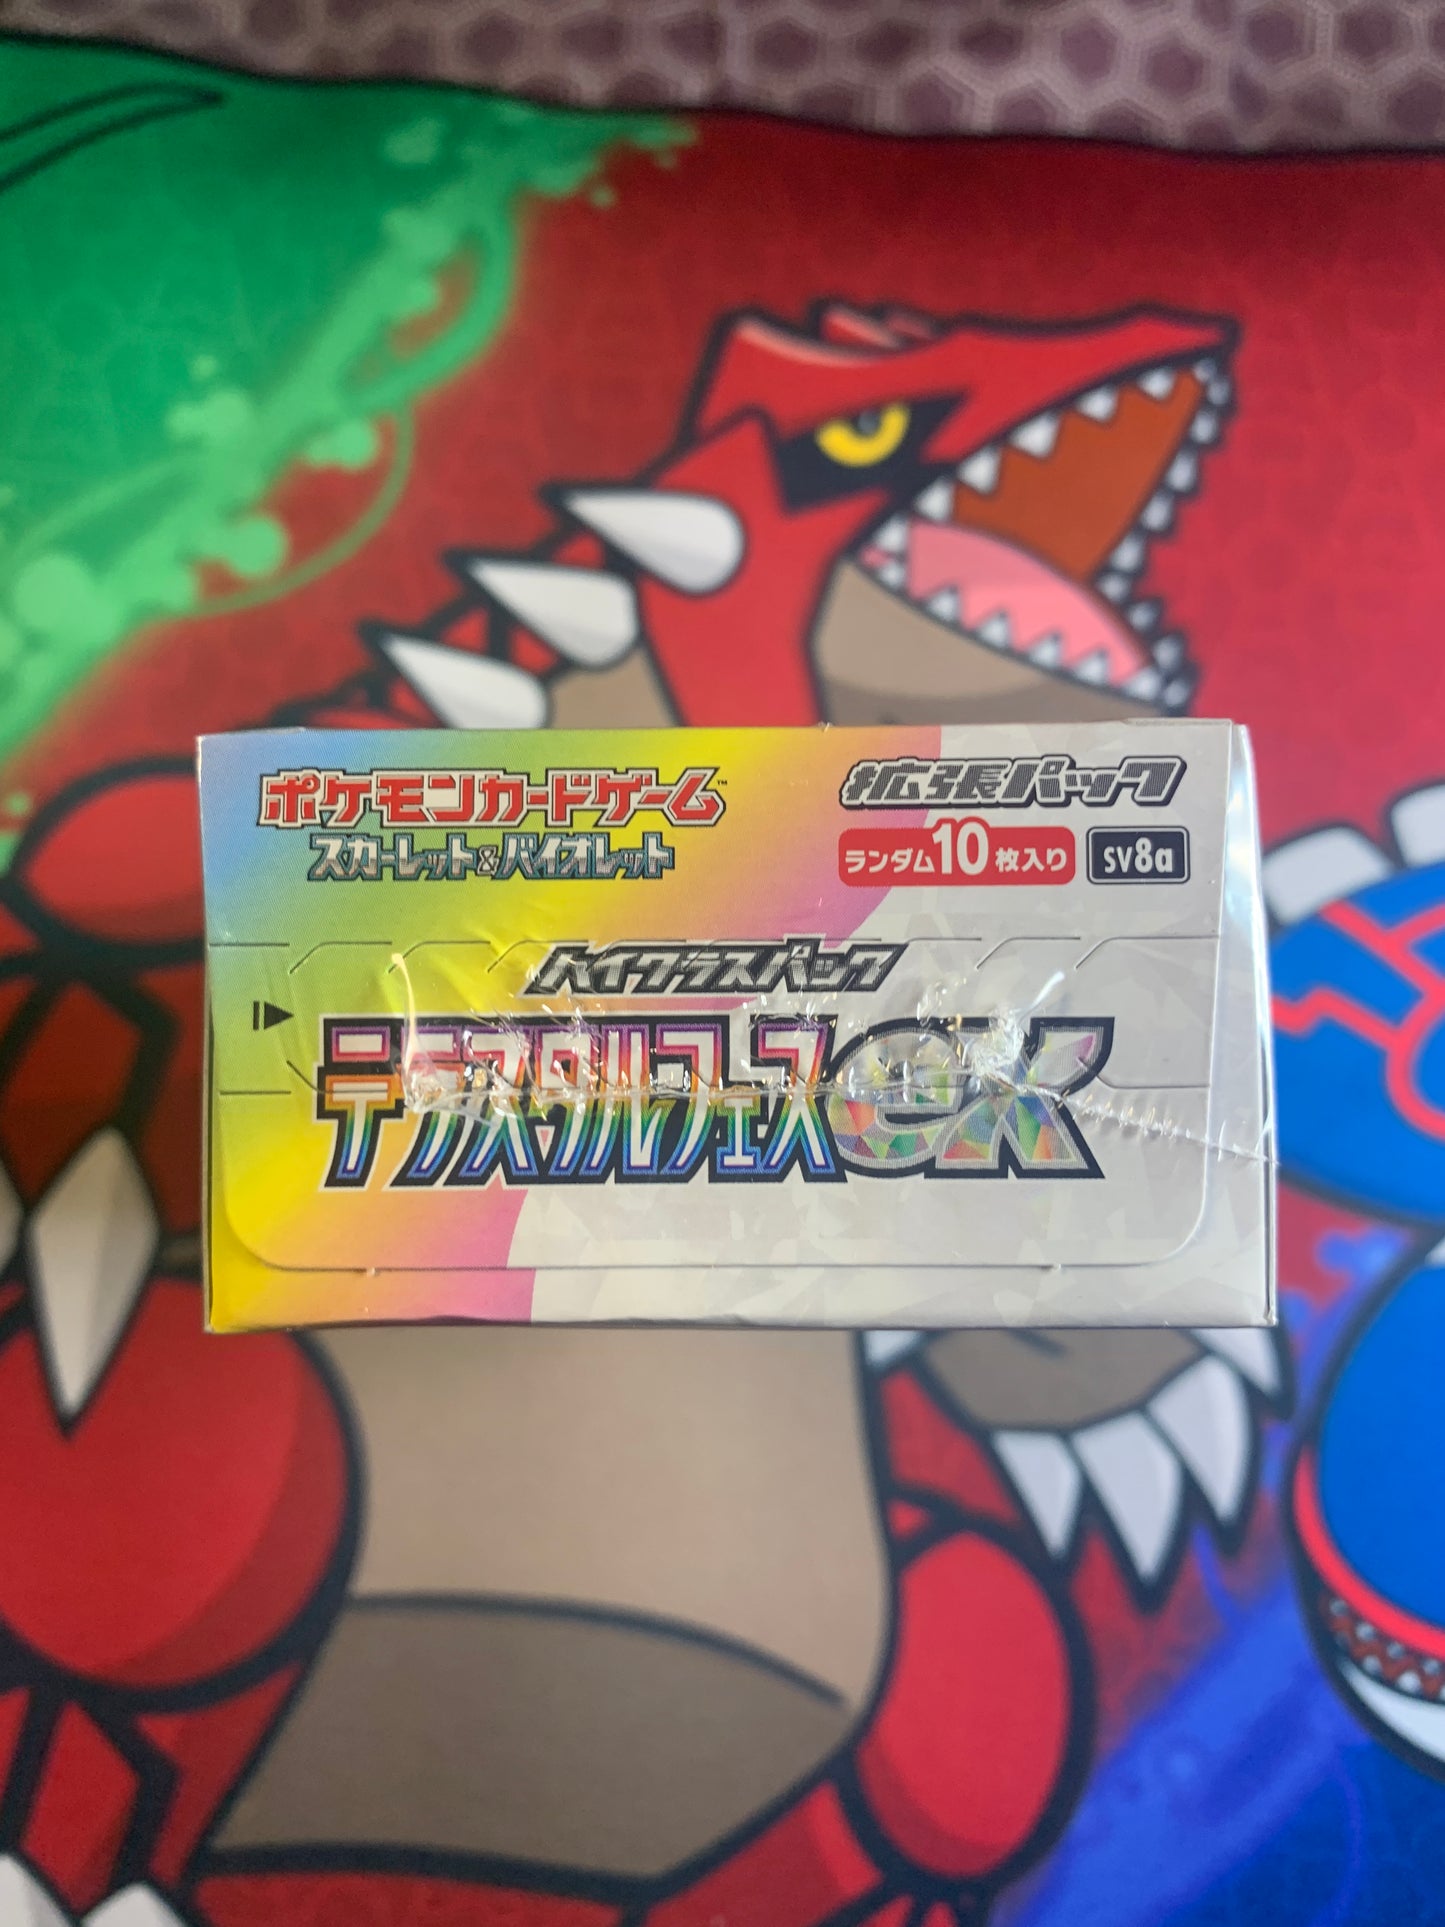 ポケモンカードゲーム™
スカーレット&バイオレット
拡張パック
ランダム10枚入り
SV8a
ハイクラスパック
テラスタルフェスex